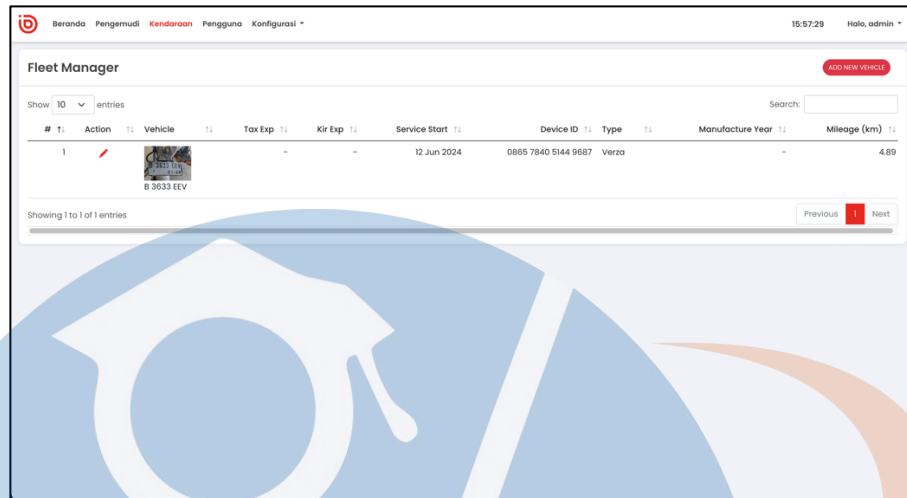 Beranda Pengemudi Kendaraan Pengguna Konfigurasi 15:57:29 Halo, admin
Fleet Manager ADD NEW VEHICLE
Show 10 entries Search:
# Action Vehicle Tax Exp Kir Exp Service Start Device ID Type Manufacture Year Mileage (km)
1 - - 12 Jun 2024 0865 7840 5144 9687 Verza - 4.89
B 3633 EEV
Showing 1 to 1 of 1 entries Previous 1 Next